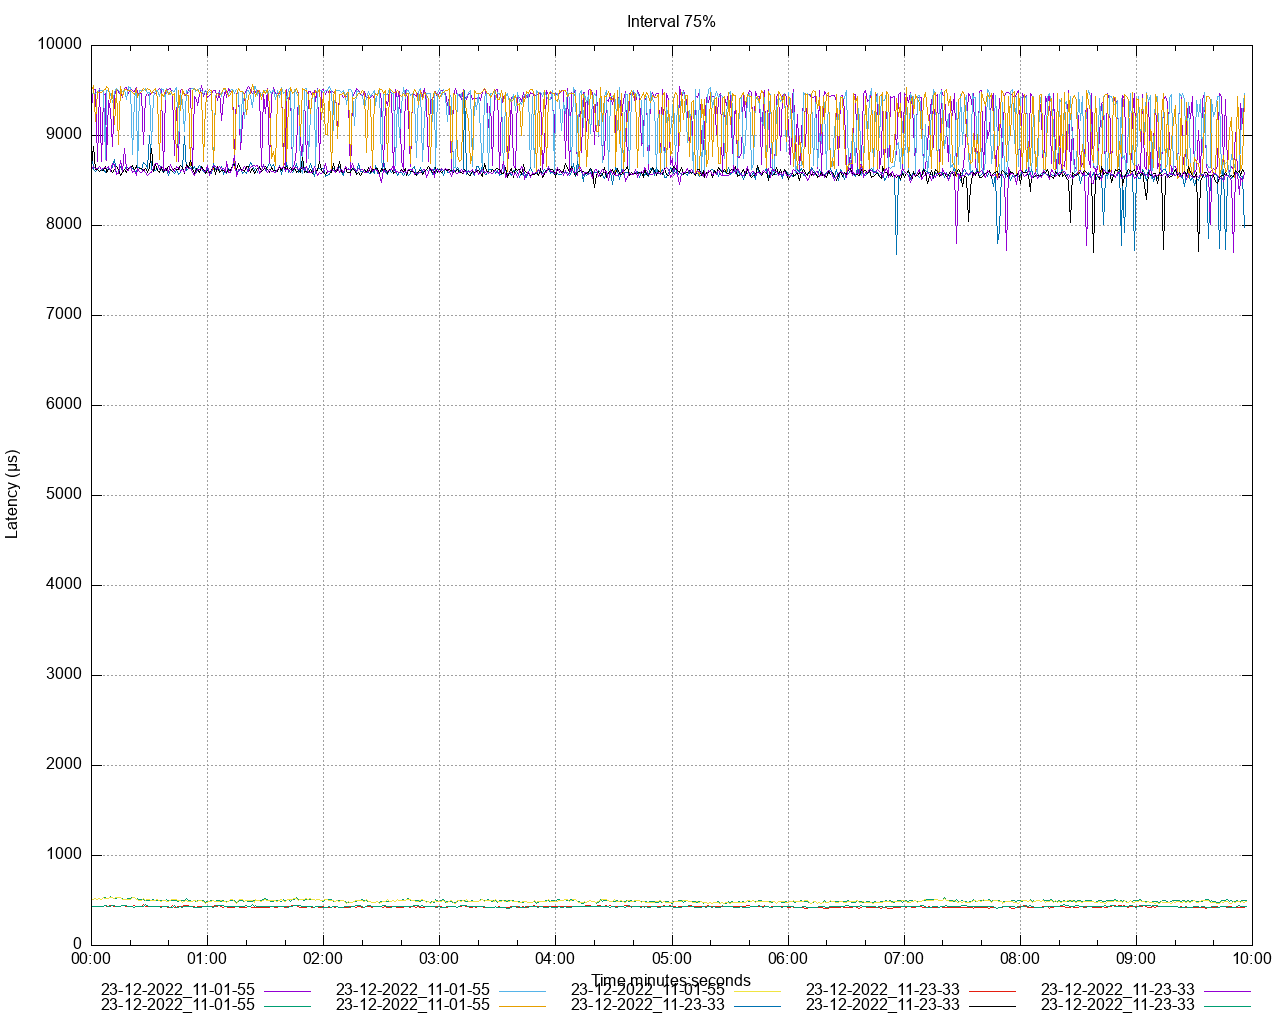 Interval 75%
10000
9000
8000
7000
6000
5000
4000
3000
2000
1000
0
Latency (µs)
00:00 01:00 02:00 03:00 04:00 05:00 06:00 07:00 08:00 09:00 10:00
Time minutes:seconds
23-12-2022_11-01-55 23-12-2022_11-01-55 23-12-2022_11-01-55 23-12-2022_11-23-33 23-12-2022_11-23-33
23-12-2022_11-01-55 23-12-2022_11-01-55 23-12-2022_11-23-33 23-12-2022_11-23-33 23-12-2022_11-23-33